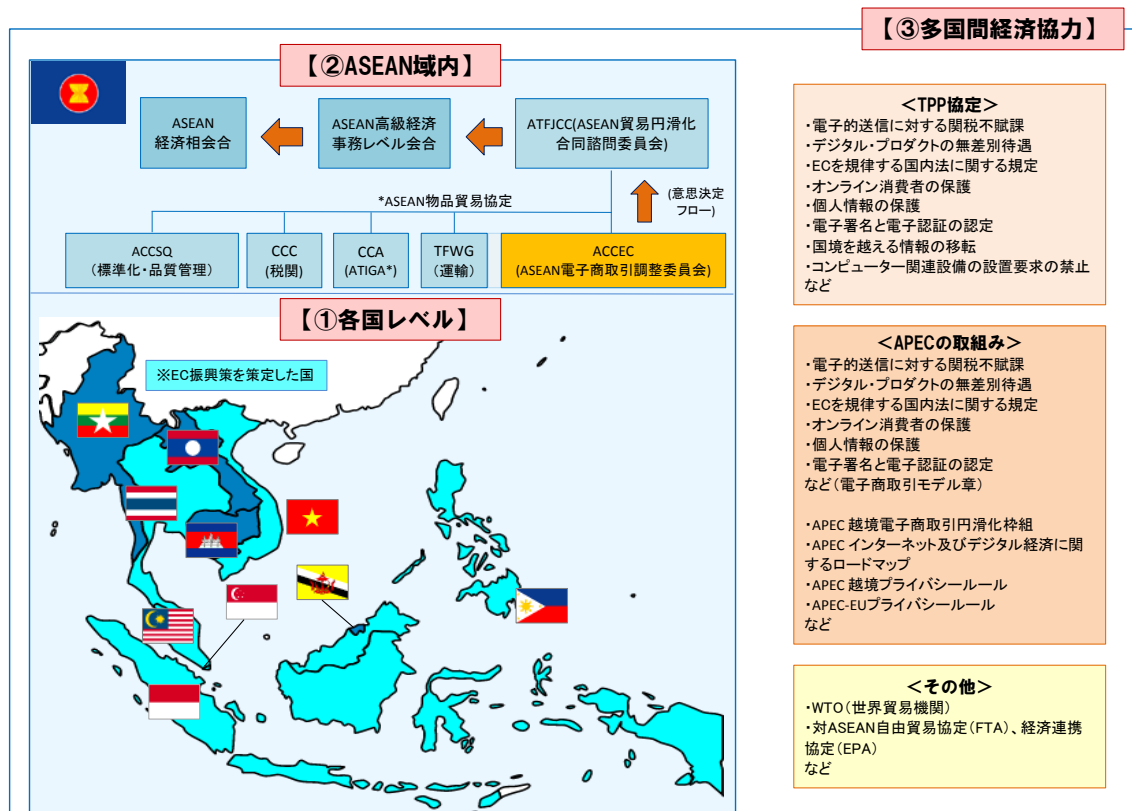 【③多国間経済協力】
【②ASEAN域内】
ASEAN
経済相会合
ASEAN高級経済
事務レベル会合
ATFJCC(ASEAN貿易円滑化
合同諮問委員会)
(意思決定
フロー)
*ASEAN物品貿易協定
ACCSQ
(標準化・品質管理)
CCC
(税関)
CCA
(ATIGA*)
TFWG
(運輸)
ACCEC
(ASEAN電子商取引調整委員会)
【①各国レベル】
※EC振興策を策定した国
<TPP協定>
・電子的送信に対する関税不賦課
・デジタル・プロダクトの無差別待遇
・ECを規律する国内法に関する規定
・オンライン消費者の保護
・個人情報の保護
・電子署名と電子認証の認定
・国境を越える情報の移転
・コンピューター関連設備の設置要求の禁止
など
<APECの取組み>
・電子的送信に対する関税不賦課
・デジタル・プロダクトの無差別待遇
・ECを規律する国内法に関する規定
・オンライン消費者の保護
・個人情報の保護
・電子署名と電子認証の認定
など(電子商取引モデル章)
・APEC 越境電子商取引円滑化枠組
・APEC インターネット及びデジタル経済に関
するロードマップ
・APEC 越境プライバシールール
・APEC-EUプライバシールール
など
<その他>
・WTO(世界貿易機関)
・対ASEAN自由貿易協定(FTA)、経済連携
協定(EPA)
など